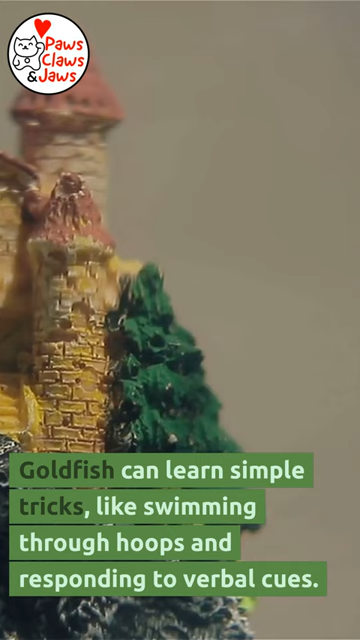 Paws
Claws
&Jaws
Goldfish can learn simple
tricks, like swimming
through hoops and
responding to verbal cues.